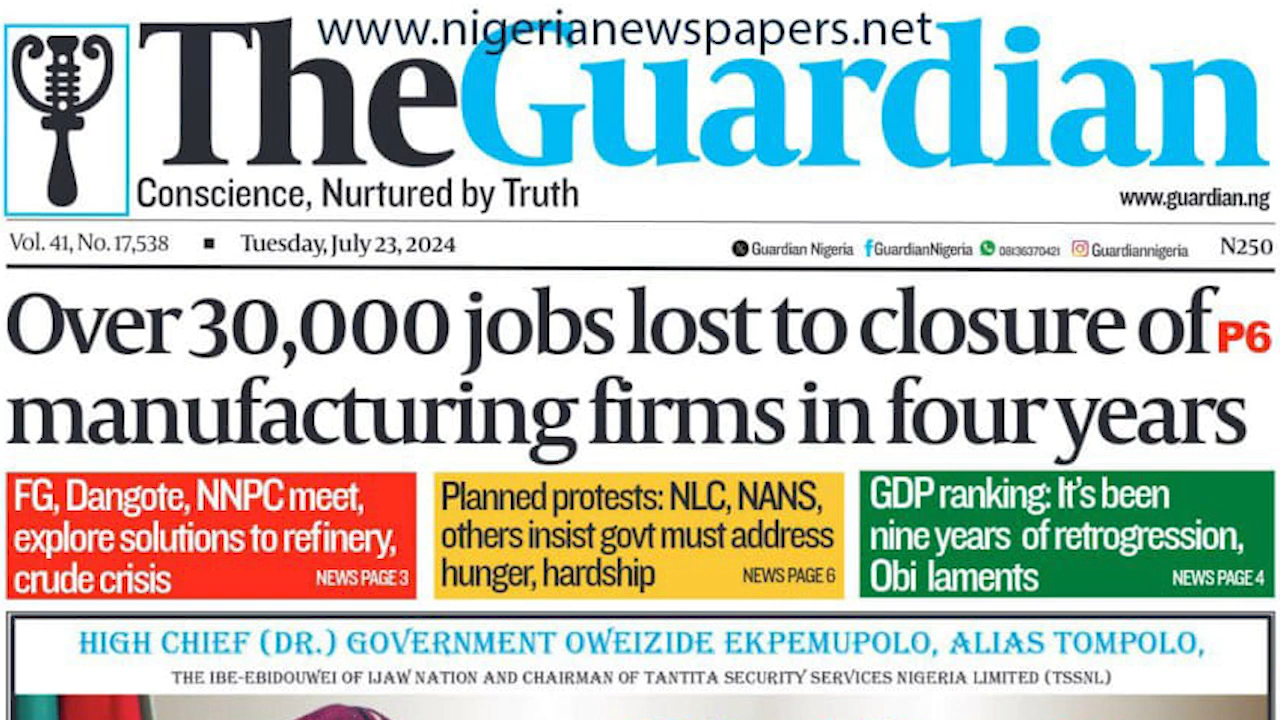 www.nigerianewspapers.net
The Guardian
Conscience, Nurtured by Truth
www.guardian.ng
Vol. 41, No. 17,538 ■ Tuesday, July 23, 2024 Guardian Nigeria GuardianNigeria 08136370421 Guardiannigeria N250
Over 30,000 jobs lost to closure of P6
manufacturing firms in four years
FG, Dangote, NNPC meet,
explore solutions to refinery,
crude crisis NEWS PAGE 3
Planned protests: NLC, NANS,
others insist govt must address
hunger, hardship NEWS PAGE 6
GDP ranking: It's been
nine years of retrogression,
Obi laments NEWS PAGE 4
HIGH CHIEF (DR.) GOVERNMENT OWEIZIDE EKPEMUPOLO, ALIAS TOMPOLO,
THE IBE-EBIDOUWEI OF IJAW NATION AND CHAIRMAN OF TANTITA SECURITY SERVICES NIGERIA LIMITED (TSSNL)